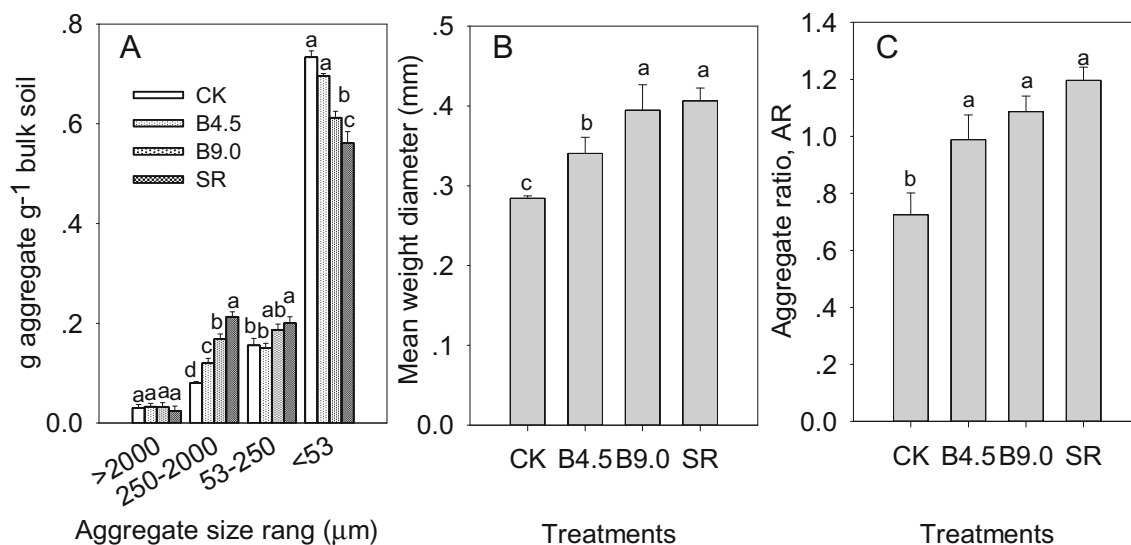 A
g aggregate g-1 bulk soil
.8
.6
.4
.2
0.0
CK
B4.5
B9.0
SR
a a b c
a a a a
d c b a
b b ab a
>2000 250-2000 53-250 <53
Aggregate size rang (μm)
B
Mean weight diameter (mm)
.5
.4
.3
.2
.1
0.0
c b a a
CK B4.5 B9.0 SR
Treatments
C
Aggregate ratio, AR
1.4
1.2
1.0
.8
.6
.4
.2
0.0
b a a a
CK B4.5 B9.0 SR
Treatments